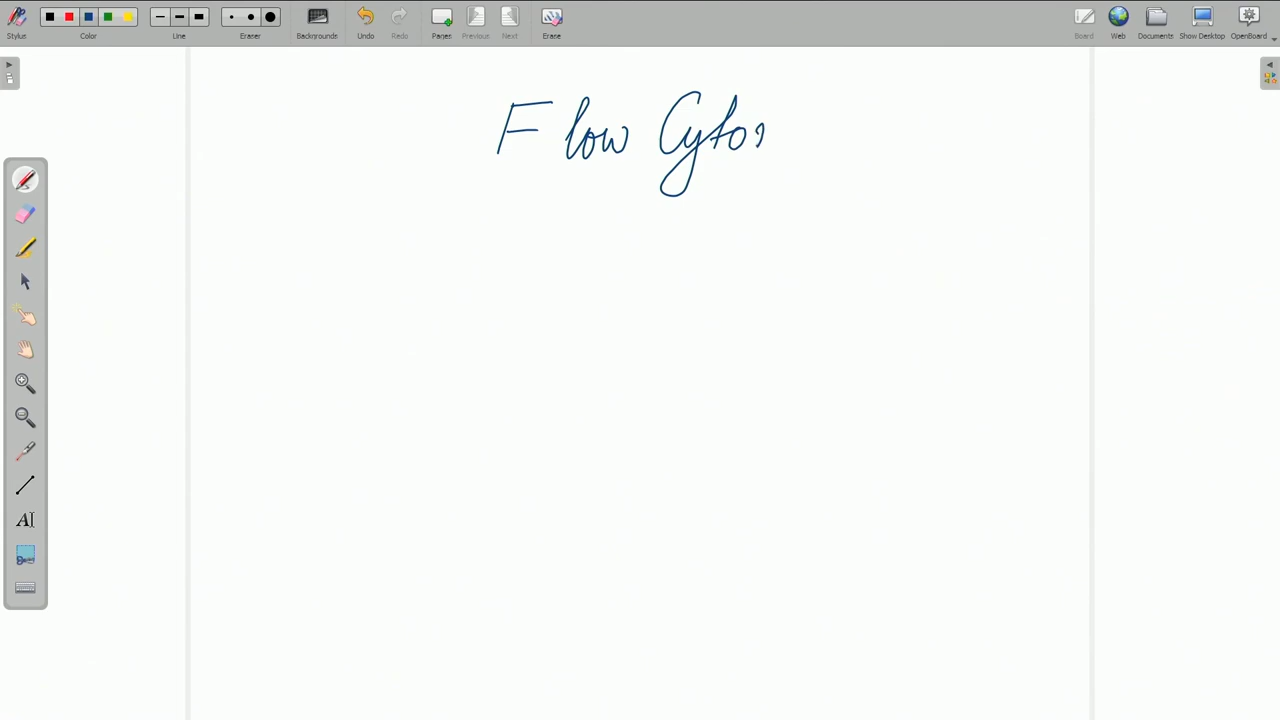 Stylus
Color
Line
Eraser
Backgrounds
Undo
Redo
Pages
Previous
Next
Erase
Board
Web
Documents
Show Desktop
OpenBoard
Flow Cyto